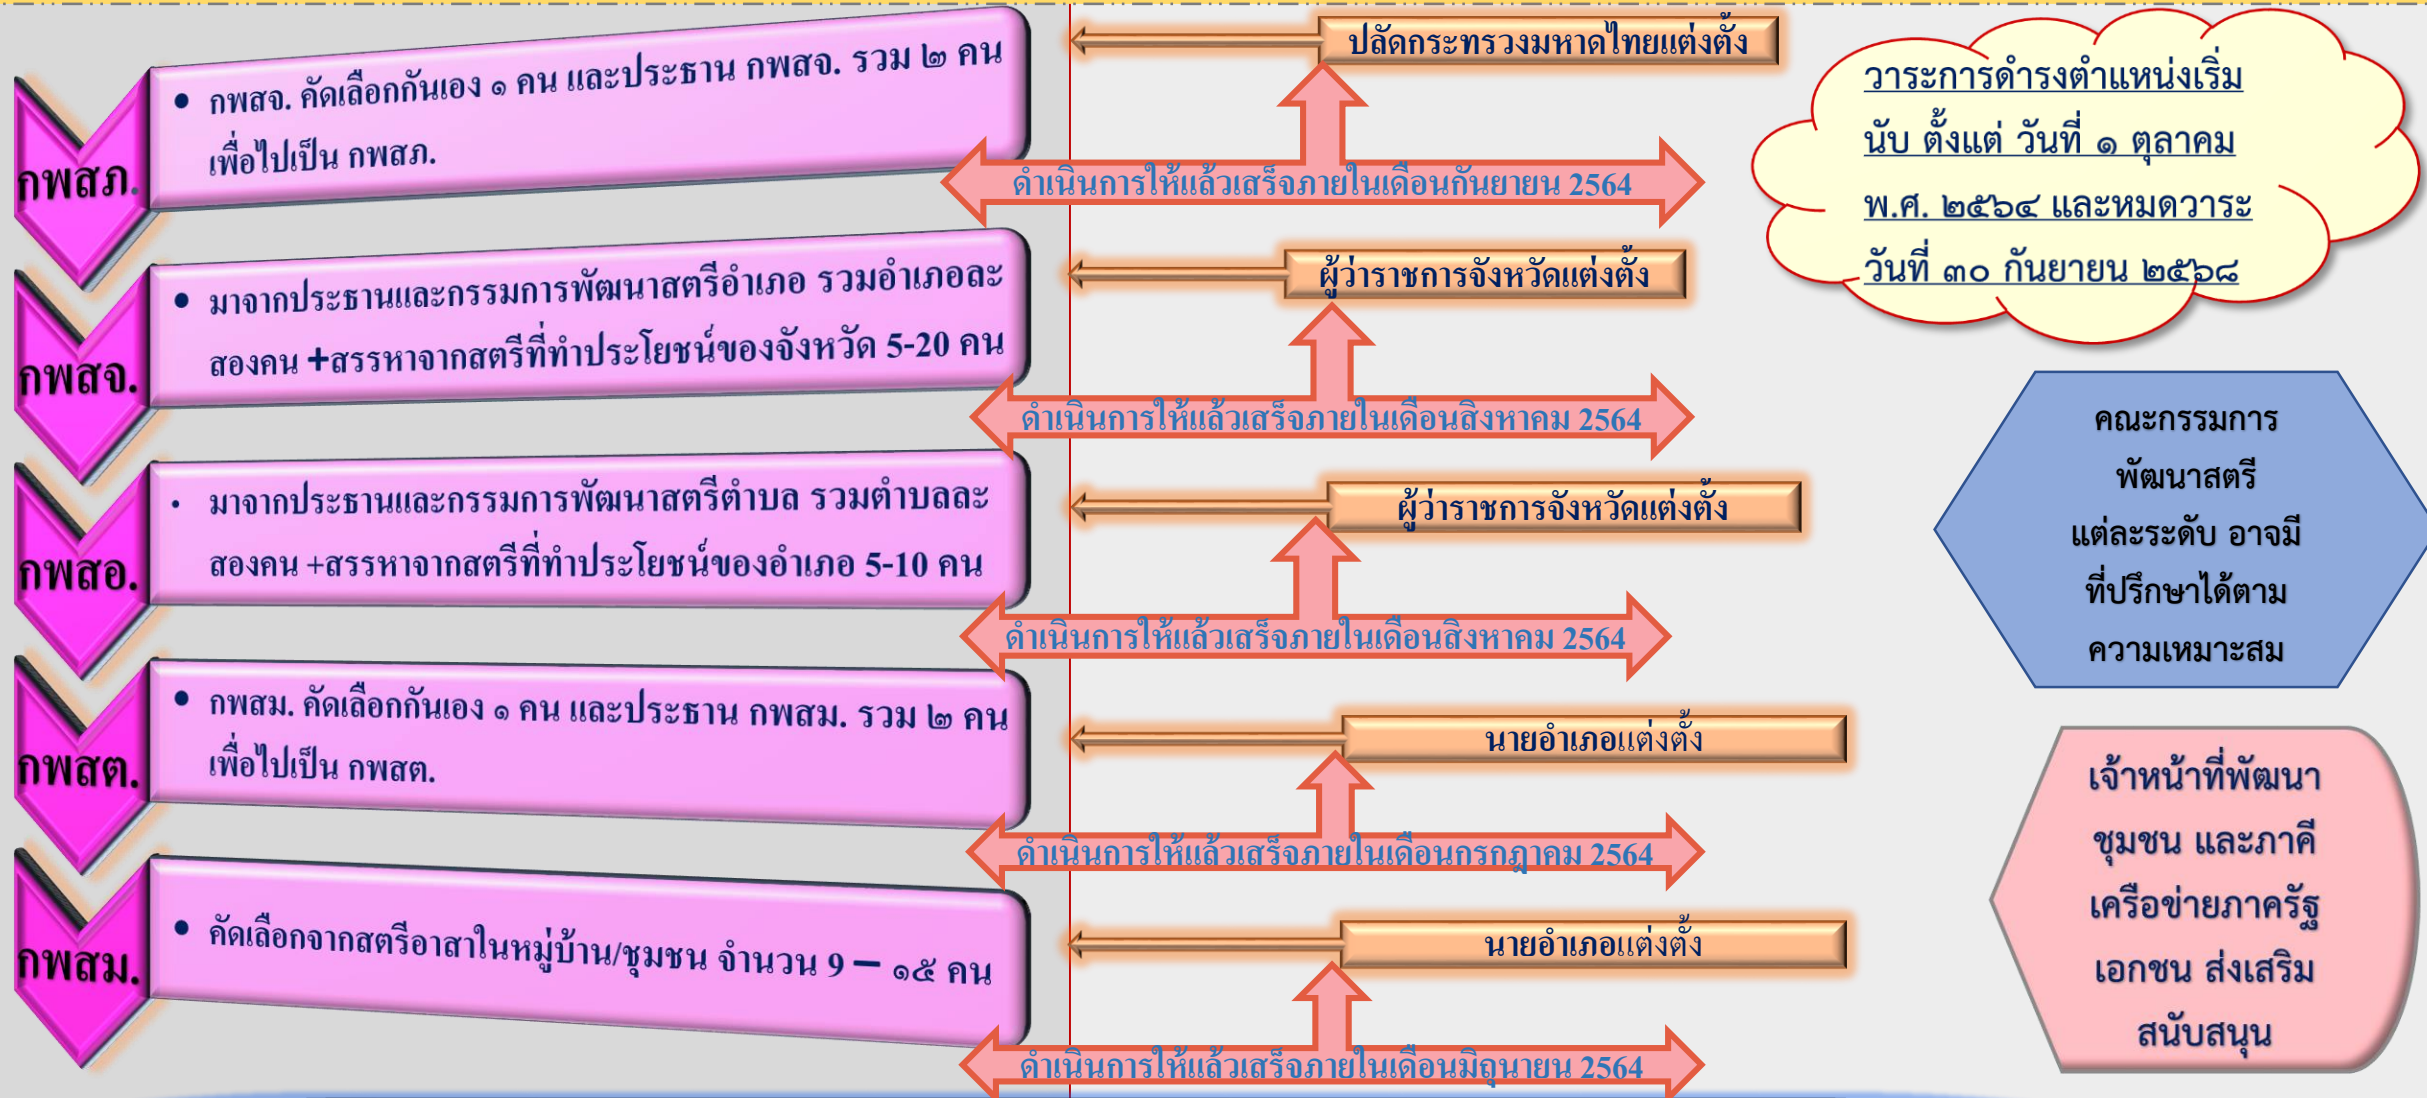 กพสภ.
• กพสจ. คัดเลือกกันเอง ๑ คน และประธาน กพสจ. รวม ๒ คน
เพื่อไปเป็น กพสภ.
ปลัดกระทรวงมหาดไทยแต่งตั้ง
ดำเนินการให้แล้วเสร็จภายในเดือนกันยายน 2564
กพสจ.
• มาจากประธานและกรรมการพัฒนาสตรีอำเภอ รวมอำเภอละ
สองคน +สรรหาจากสตรีที่ทำประโยชน์ของจังหวัด 5-20 คน
ผู้ว่าราชการจังหวัดแต่งตั้ง
ดำเนินการให้แล้วเสร็จภายในเดือนสิงหาคม 2564
กพสอ.
• มาจากประธานและกรรมการพัฒนาสตรีตำบล รวมตำบลละ
สองคน +สรรหาจากสตรีที่ทำประโยชน์ของอำเภอ 5-10 คน
ผู้ว่าราชการจังหวัดแต่งตั้ง
ดำเนินการให้แล้วเสร็จภายในเดือนสิงหาคม 2564
กพสต.
• กพสม. คัดเลือกกันเอง ๑ คน และประธาน กพสม. รวม ๒ คน
เพื่อไปเป็น กพสต.
นายอำเภอแต่งตั้ง
ดำเนินการให้แล้วเสร็จภายในเดือนกรกฎาคม 2564
กพสม.
• คัดเลือกจากสตรีอาสาในหมู่บ้าน/ชุมชน จำนวน 9 – ๑๕ คน
นายอำเภอแต่งตั้ง
ดำเนินการให้แล้วเสร็จภายในเดือนมิถุนายน 2564
วาระการดำรงตำแหน่งเริ่ม
นับ ตั้งแต่ วันที่ ๑ ตุลาคม
พ.ศ. ๒๕๖๔ และหมดวาระ
วันที่ ๓๐ กันยายน ๒๕๖๘
คณะกรรมการ
พัฒนาสตรี
แต่ละระดับ อาจมี
ที่ปรึกษาได้ตาม
ความเหมาะสม
เจ้าหน้าที่พัฒนา
ชุมชน และภาคี
เครือข่ายภาครัฐ
เอกชน ส่งเสริม
สนับสนุน